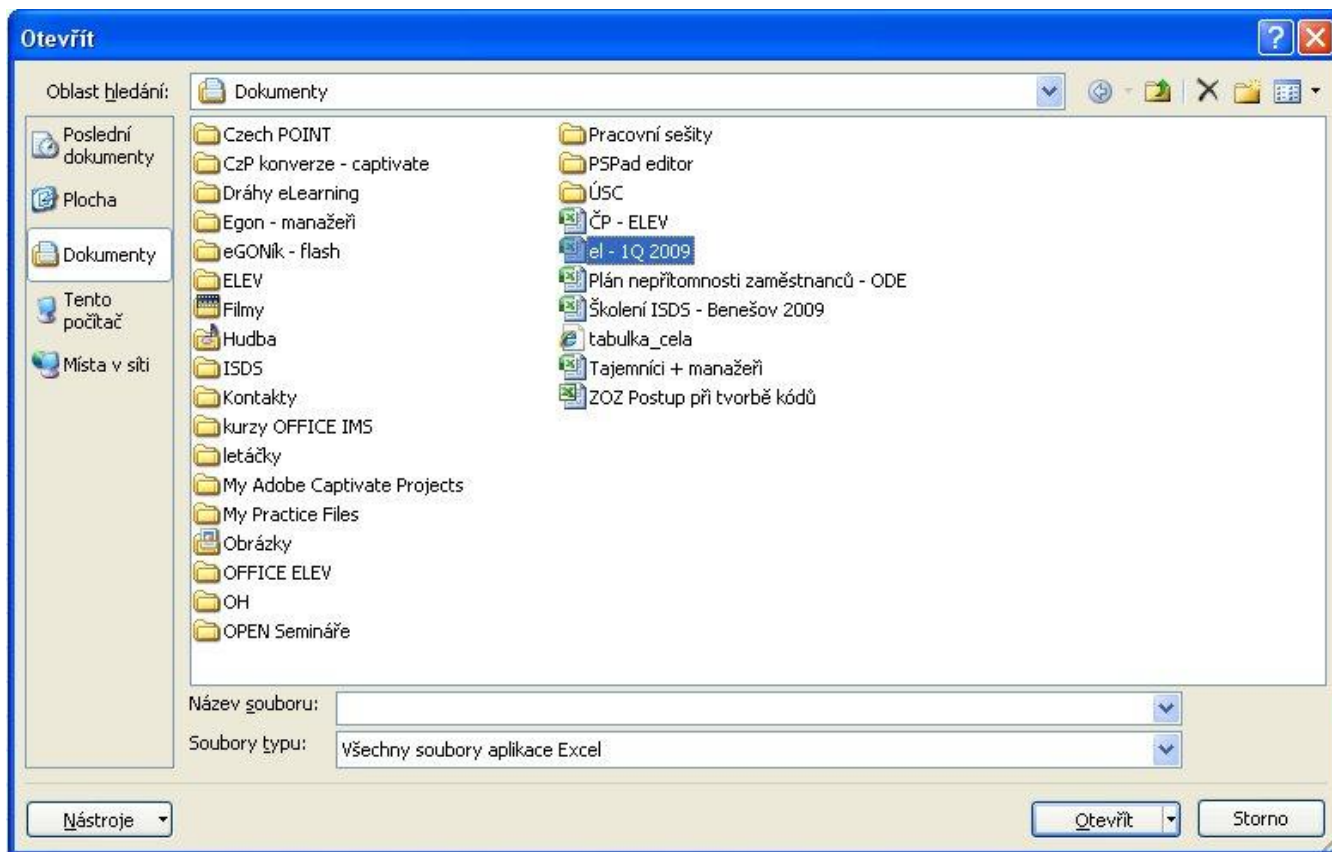 Otevřít
Oblast hledání:
Dokumenty
Poslední
dokumenty
Plocha
Dokumenty
Tento
počítač
Místa v síti
Czech POINT
CzP konverze - captivate
Dráhy eLearning
Egon - manažeři
eGONík - flash
ELEV
Filmy
Hudba
ISDS
Kontakty
kurzy OFFICE IMS
letáčky
My Adobe Captivate Projects
My Practice Files
Obrázky
OFFICE ELEV
OH
OPEN Semináře
Pracovní sešity
PSPad editor
ÚSC
ČP - ELEV
el - 1Q 2009
Plán nepřítomnosti zaměstnanců - ODE
Školení ISDS - Benešov 2009
tabulka_cela
Tajemníci + manažeři
ZOZ Postup při tvorbě kódů
Název souboru:
Soubory typu:
Všechny soubory aplikace Excel
Nástroje
Otevřít
Storno